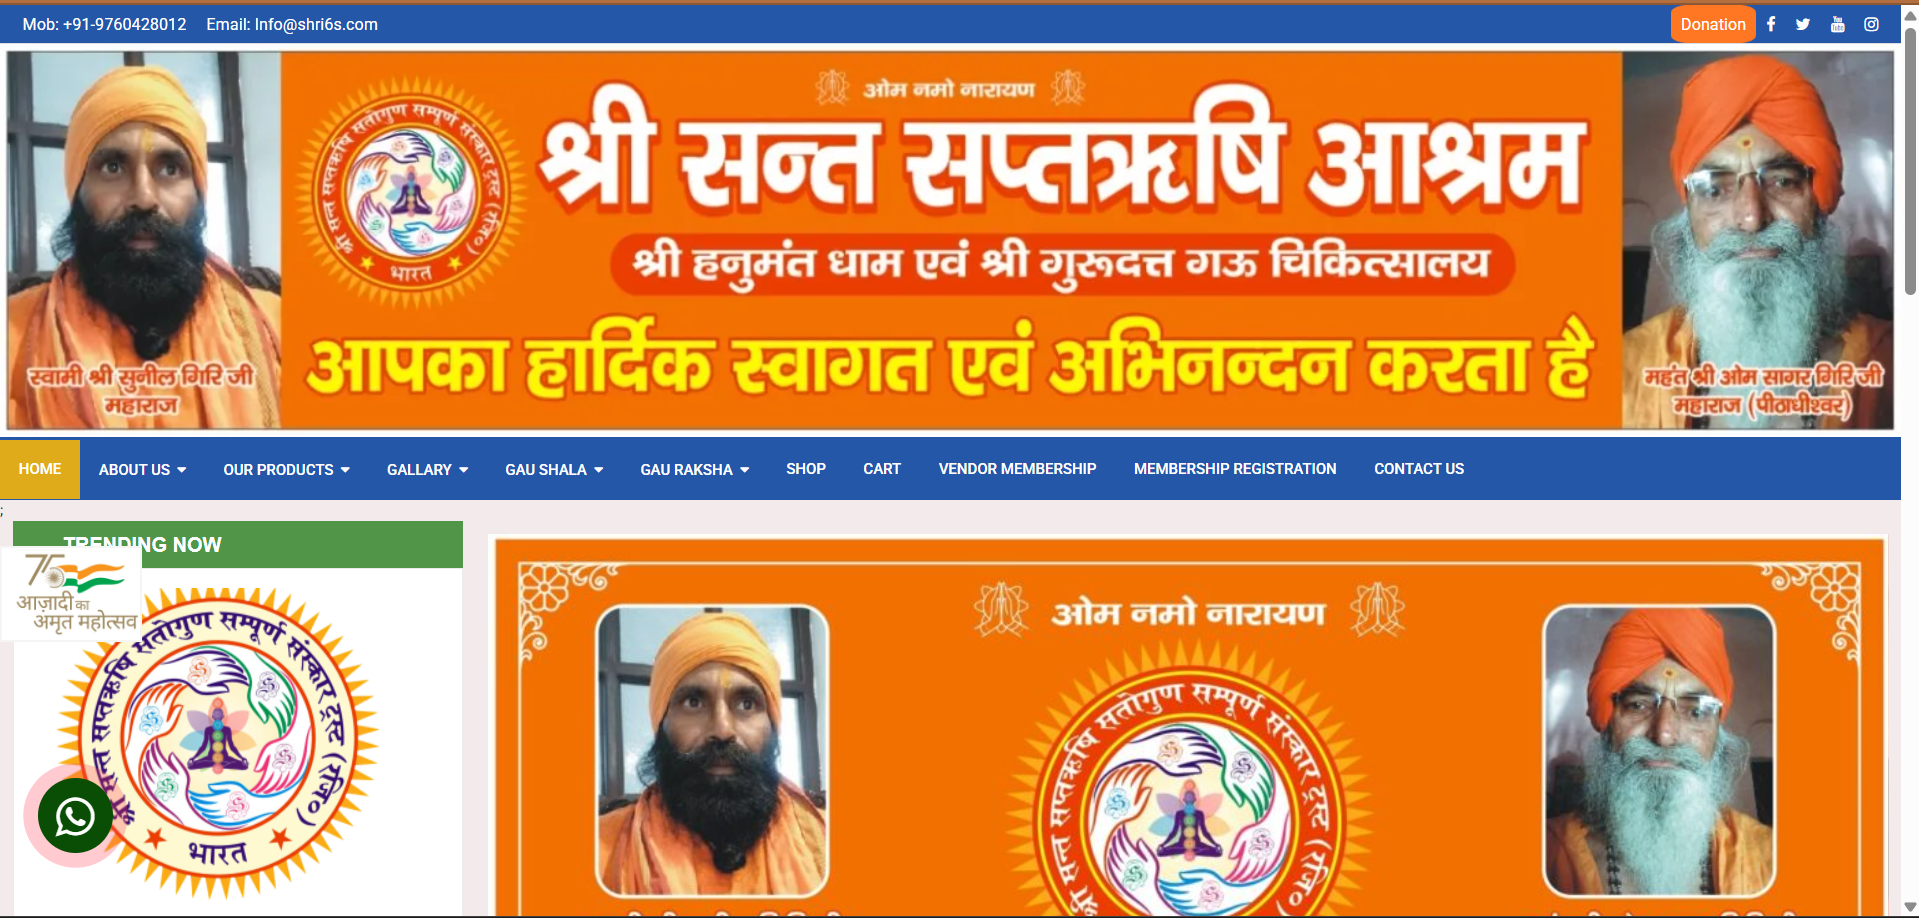 Mob: +91-9760428012 Email: Info@shri6s.com Donation
ओम नमो नारायण
श्री सन्त सप्तऋषि आश्रम
श्री हनुमंत धाम एवं श्री गुरूदत्त गऊ चिकित्सालय
आपका हार्दिक स्वागत एवं अभिनन्दन करता है
श्री सन्त सप्तऋषि सतोगुण सम्पूर्ण संस्कार ट्रस्ट (रजि०)
भारत
स्वामी श्री सुनील गिरि जी
महाराज
महंत श्री ओम सागर गिरि जी
महाराज (पीठाधीश्वर)
HOME ABOUT US OUR PRODUCTS GALLARY GAU SHALA GAU RAKSHA SHOP CART VENDOR MEMBERSHIP MEMBERSHIP REGISTRATION CONTACT US
;
TRENDING NOW
75
आज़ादी का
अमृत महोत्सव
श्री सन्त सप्तऋषि सतोगुण सम्पूर्ण संस्कार ट्रस्ट (रजि०)
भारत
ओम नमो नारायण
श्री सन्त सप्तऋषि सतोगुण सम्पूर्ण संस्कार ट्रस्ट (रजि०)